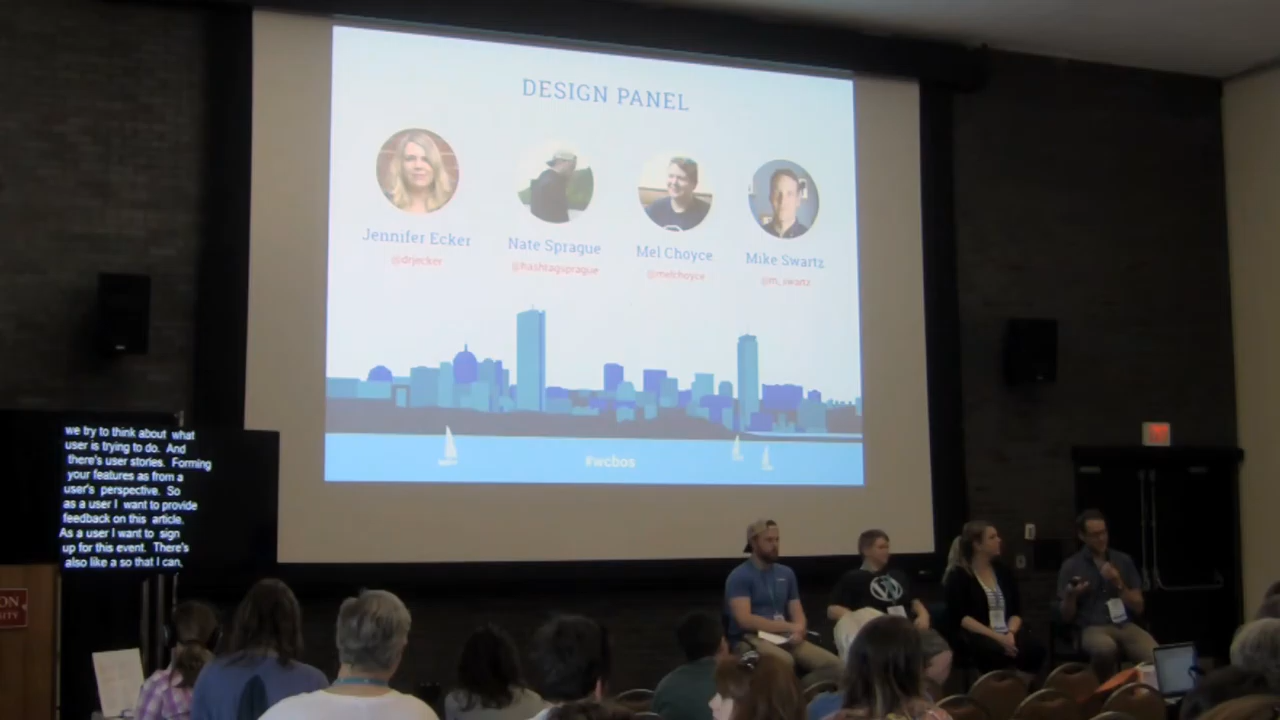 DESIGN PANEL
Jennifer Ecker
@drjecker
Nate Sprague
@hashtagsprague
Mel Choyce
@melchoyce
Mike Swartz
@m_swartz
#wcbos
we try to think about what
user is trying to do. And
there's user stories. Forming
your features as from a
user's perspective. So
as a user I want to provide
feedback on this article.
As a user I want to sign
up for this event. There's
also like a so that I can,
EXIT